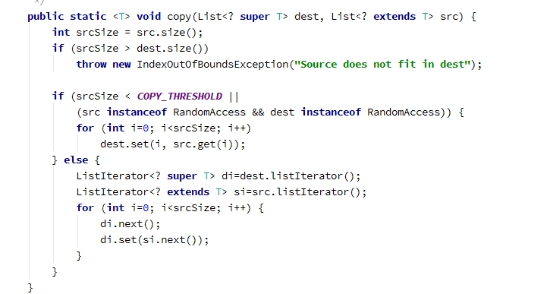 */
public static <T> void copy(List<? super T> dest, List<? extends T> src) {
int srcSize = src.size();
if (srcSize > dest.size())
throw new IndexOutOfBoundsException("Source does not fit in dest");
if (srcSize < COPY_THRESHOLD ||
(src instanceof RandomAccess && dest instanceof RandomAccess)) {
for (int i=0; i<srcSize; i++)
dest.set(i, src.get(i));
} else {
ListIterator<? super T> di=dest.listIterator();
ListIterator<? extends T> si=src.listIterator();
for (int i=0; i<srcSize; i++) {
di.next();
di.set(si.next());
}
}
}